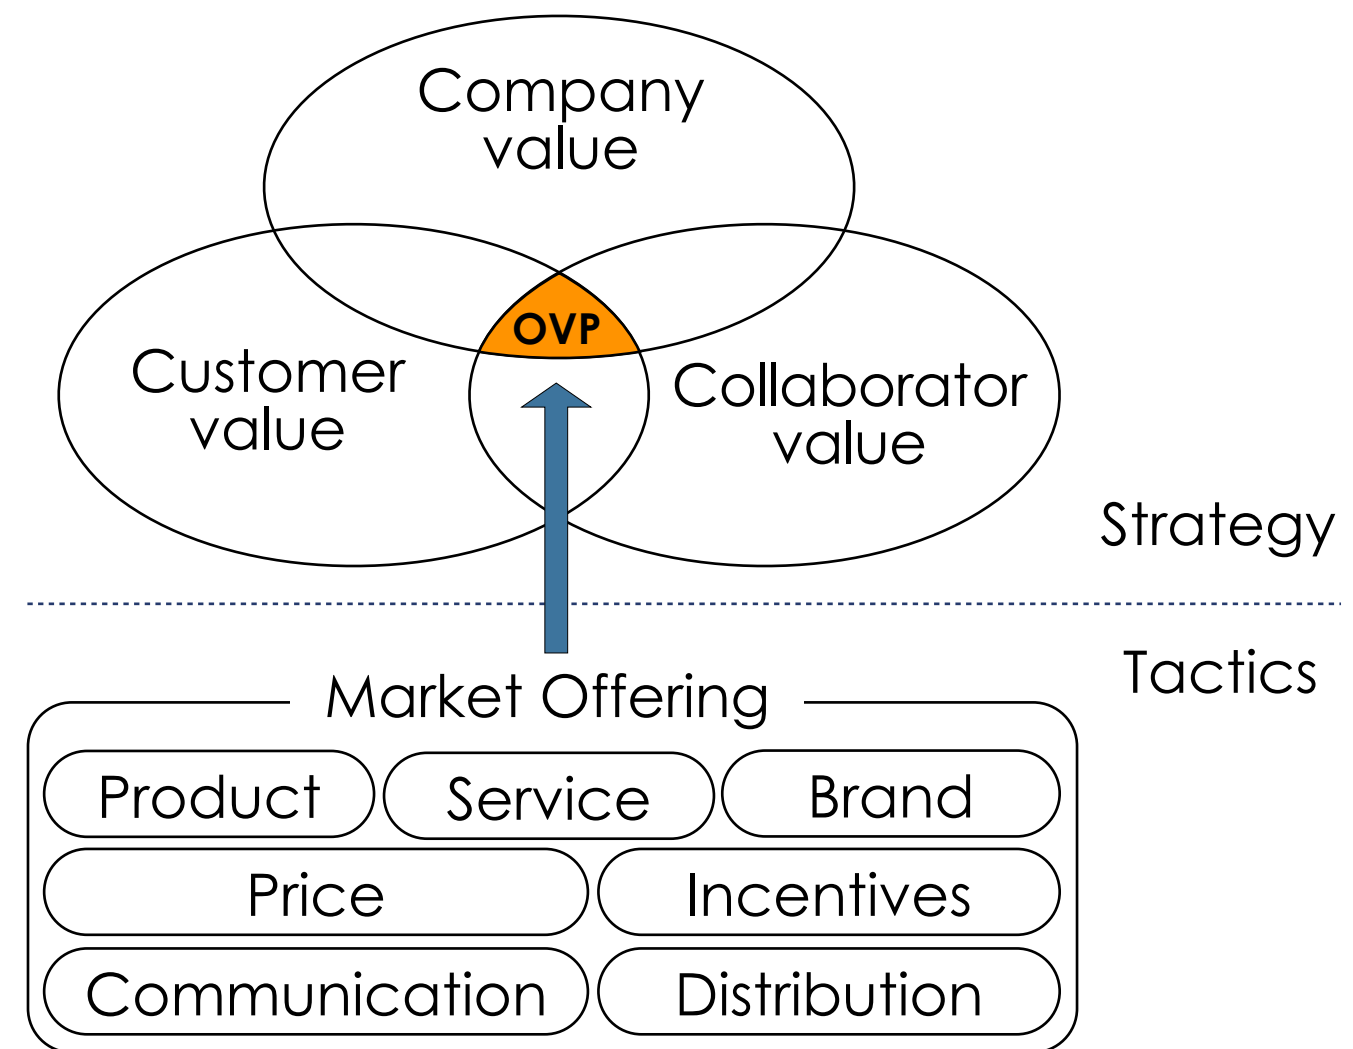 Company
value
OVP
Customer
value
Collaborator
value
Strategy
Tactics
Market Offering
Product
Service
Brand
Price
Incentives
Communication
Distribution